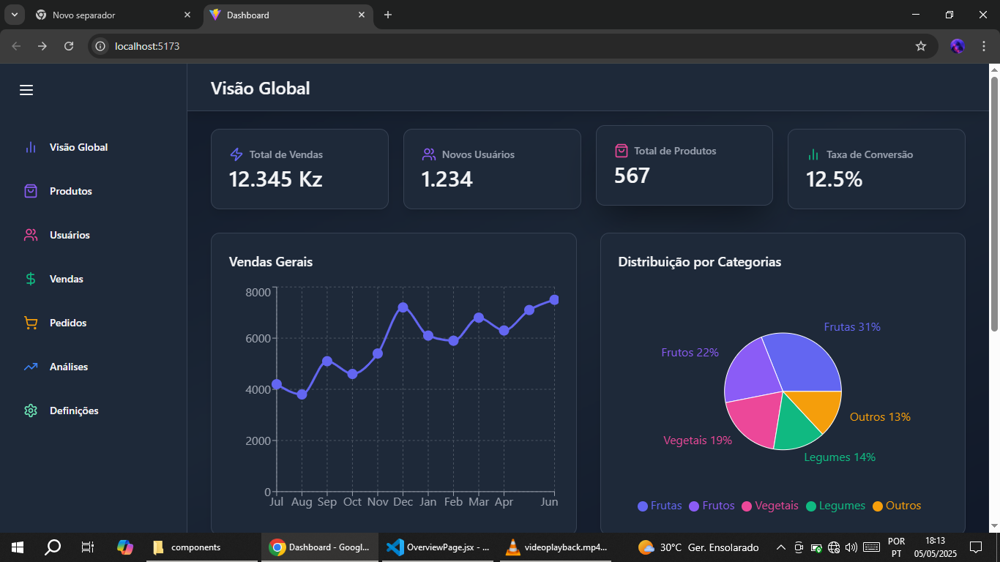 Novo separador
Dashboard
localhost:5173
Visão Global
Visão Global
Produtos
Usuários
Vendas
Pedidos
Análises
Definições
Total de Vendas
12.345 Kz
Novos Usuários
1.234
Total de Produtos
567
Taxa de Conversão
12.5%
Vendas Gerais
8000
6000
4000
2000
0
Jul Aug Sep Oct Nov Dec Jan Feb Mar Apr Jun
Distribuição por Categorias
Frutas 31%
Frutos 22%
Outros 13%
Vegetais 19%
Legumes 14%
Frutas Frutos Vegetais Legumes Outros
components
Dashboard - Googl...
OverviewPage.jsx - ...
videoplayback.mp4...
30°C Ger. Ensolarado
POR
PT
18:13
05/05/2025